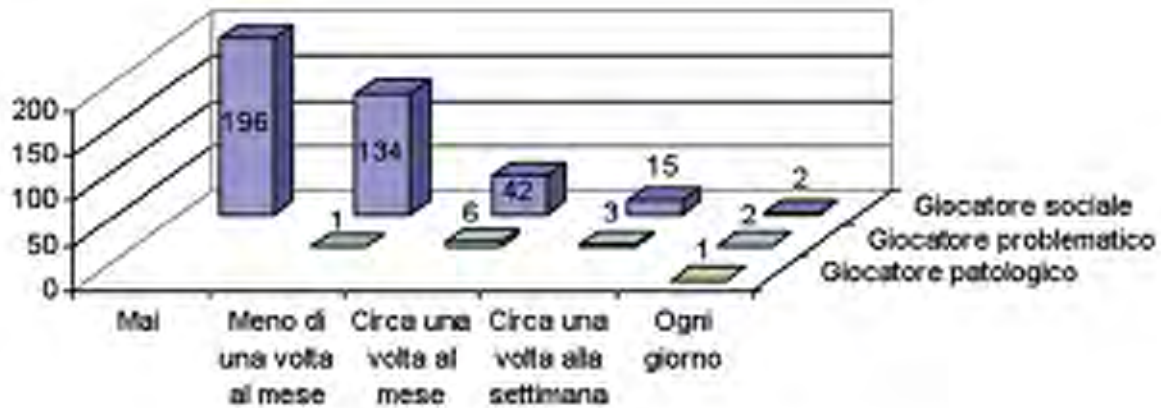 200
150
100
50
0
196
134
42
15
2
1
6
3
2
1
Giocatore sociale
Giocatore problematico
Giocatore patologico
Mai
Meno di
una volta
al mese
Circa una
volta al
mese
Circa una
volta alla
settimana
Ogni
giorno